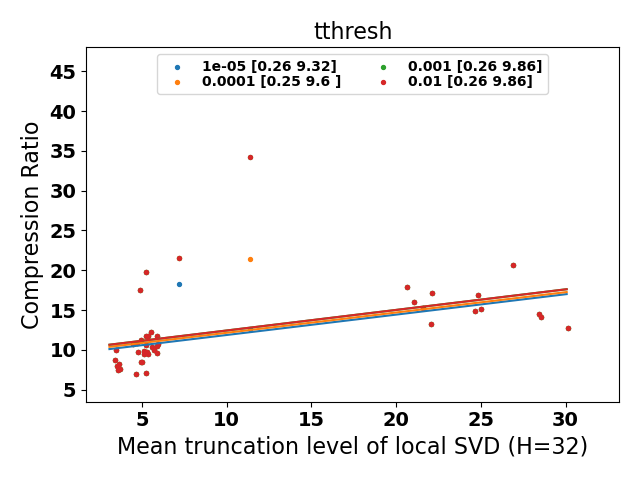 tthresh
1e-05 [0.26 9.32]
0.0001 [0.25 9.6 ]
0.001 [0.26 9.86]
0.01 [0.26 9.86]
Compression Ratio
45
40
35
30
25
20
15
10
5
5 10 15 20 25 30
Mean truncation level of local SVD (H=32)